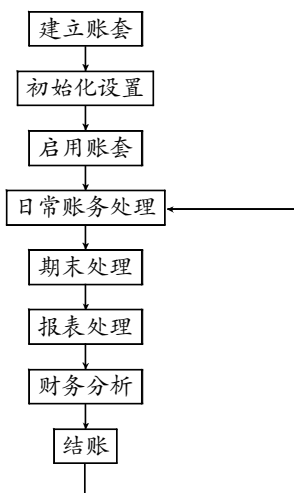 建立账套
初始化设置
启用账套
日常账务处理
期末处理
报表处理
财务分析
结账